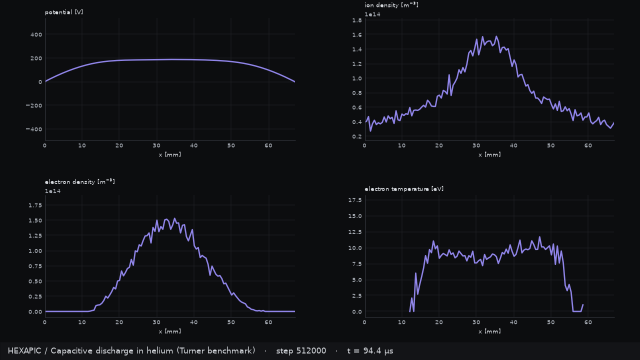 potential [V]
400
200
0
−200
−400
0 10 20 30 40 50 60
x [mm]
ion density [m⁻³]
1e14
1.8
1.6
1.4
1.2
1.0
0.8
0.6
0.4
0.2
0 10 20 30 40 50 60
x [mm]
electron density [m⁻³]
1e14
1.75
1.50
1.25
1.00
0.75
0.50
0.25
0.00
0 10 20 30 40 50 60
x [mm]
electron temperature [eV]
17.5
15.0
12.5
10.0
7.5
5.0
2.5
0.0
0 10 20 30 40 50 60
x [mm]
HEXAPIC / Capacitive discharge in helium (Turner benchmark) · step 512000 · t = 94.4 µs